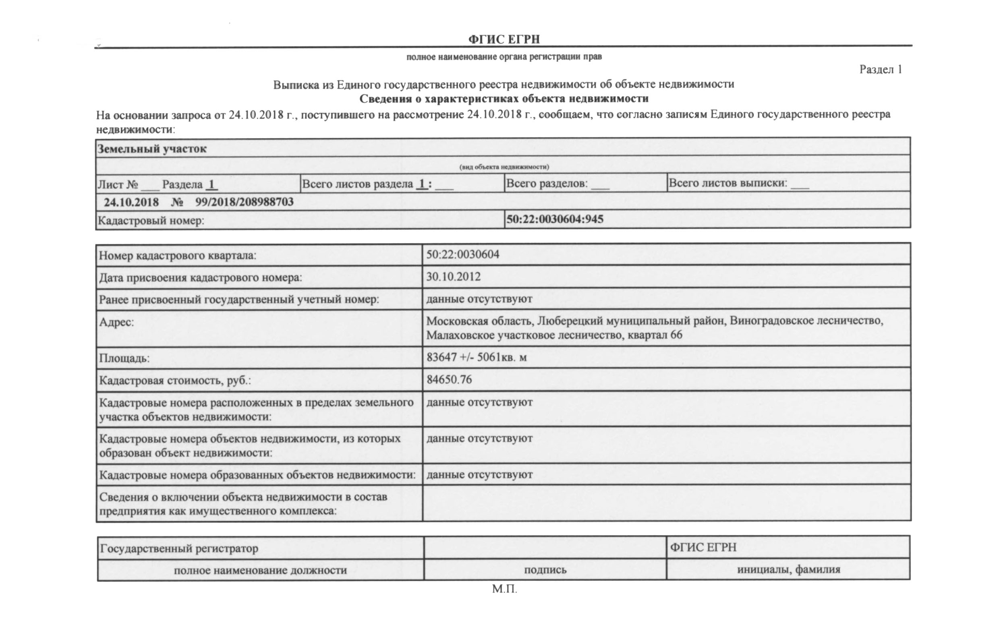 ФГИС ЕГРН
полное наименование органа регистрации прав
Раздел 1
Выписка из Единого государственного реестра недвижимости об объекте недвижимости
Сведения о характеристиках объекта недвижимости
На основании запроса от 24.10.2018 г., поступившего на рассмотрение 24.10.2018 г., сообщаем, что согласно записям Единого государственного реестра
недвижимости:
Земельный участок
(вид объекта недвижимости)
Лист № ___ Раздела 1 Всего листов раздела 1 : ___ Всего разделов: ___ Всего листов выписки: ___
24.10.2018 № 99/2018/208988703
Кадастровый номер: 50:22:0030604:945
Номер кадастрового квартала: 50:22:0030604
Дата присвоения кадастрового номера: 30.10.2012
Ранее присвоенный государственный учетный номер: данные отсутствуют
Адрес: Московская область, Люберецкий муниципальный район, Виноградовское лесничество,
Малаховское участковое лесничество, квартал 66
Площадь: 83647 +/- 5061кв. м
Кадастровая стоимость, руб.: 84650.76
Кадастровые номера расположенных в пределах земельного данные отсутствуют
участка объектов недвижимости:
Кадастровые номера объектов недвижимости, из которых данные отсутствуют
образован объект недвижимости:
Кадастровые номера образованных объектов недвижимости: данные отсутствуют
Сведения о включении объекта недвижимости в состав
предприятия как имущественного комплекса:
Государственный регистратор ФГИС ЕГРН
полное наименование должности подпись инициалы, фамилия
М.П.